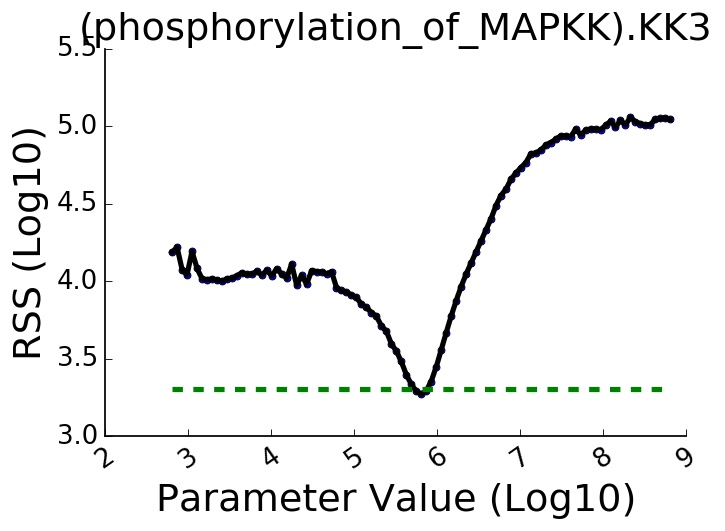 (phosphorylation_of_MAPKK).KK3
5.5
5.0
4.5
4.0
3.5
3.0
RSS (Log10)
2 3 4 5 6 7 8 9
Parameter Value (Log10)